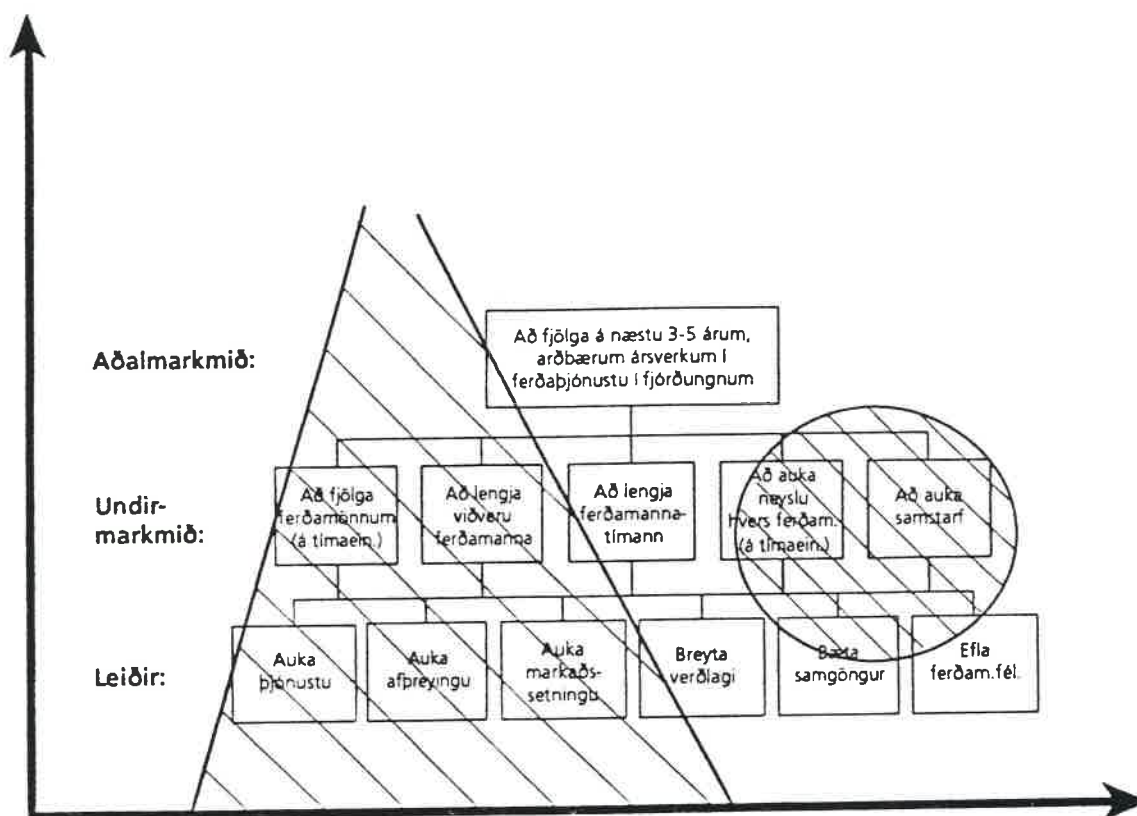 Aðalmarkmið:
Að fjölga á næstu 3-5 árum,
arðbærum ársverkum í
ferðaþjónustu í fjórðungnum
Undir-
markmið:
Að fjölga
ferðamönnum
(á tímaein.)
Að lengja
viðveru
ferðamanna
Að lengja
ferðamanna-
tímann
Að auka
neyslu
hvers ferðam.
(á tímaein.)
Að auka
samstarf
Leiðir:
Auka
þjónustu
Auka
afþreyingu
Auka
markaðs-
setningu
Breyta
verðlagi
Bæta
samgöngur
Efla
ferðam.fél.